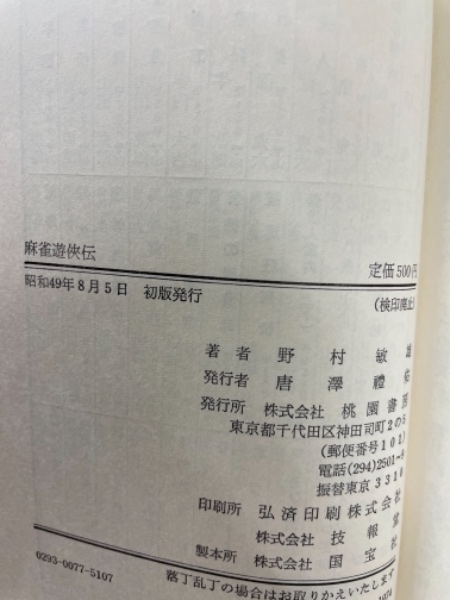 麻雀遊俠伝
定価500円
昭和49年8月5日 初版発行
(検印廃止)
著者 野村敏雄
発行者 唐澤禮
発行所 株式会社 桃園書
東京都千代田区神田司町2の
(郵便番号101)
電話(294)2501~
振替東京 3310
印刷所 弘済印刷株式会社
株式会社 技報堂
製本所 株式会社 国宝社
0293-0077-5107
落丁乱丁の場合はお取りかえいたします
1974